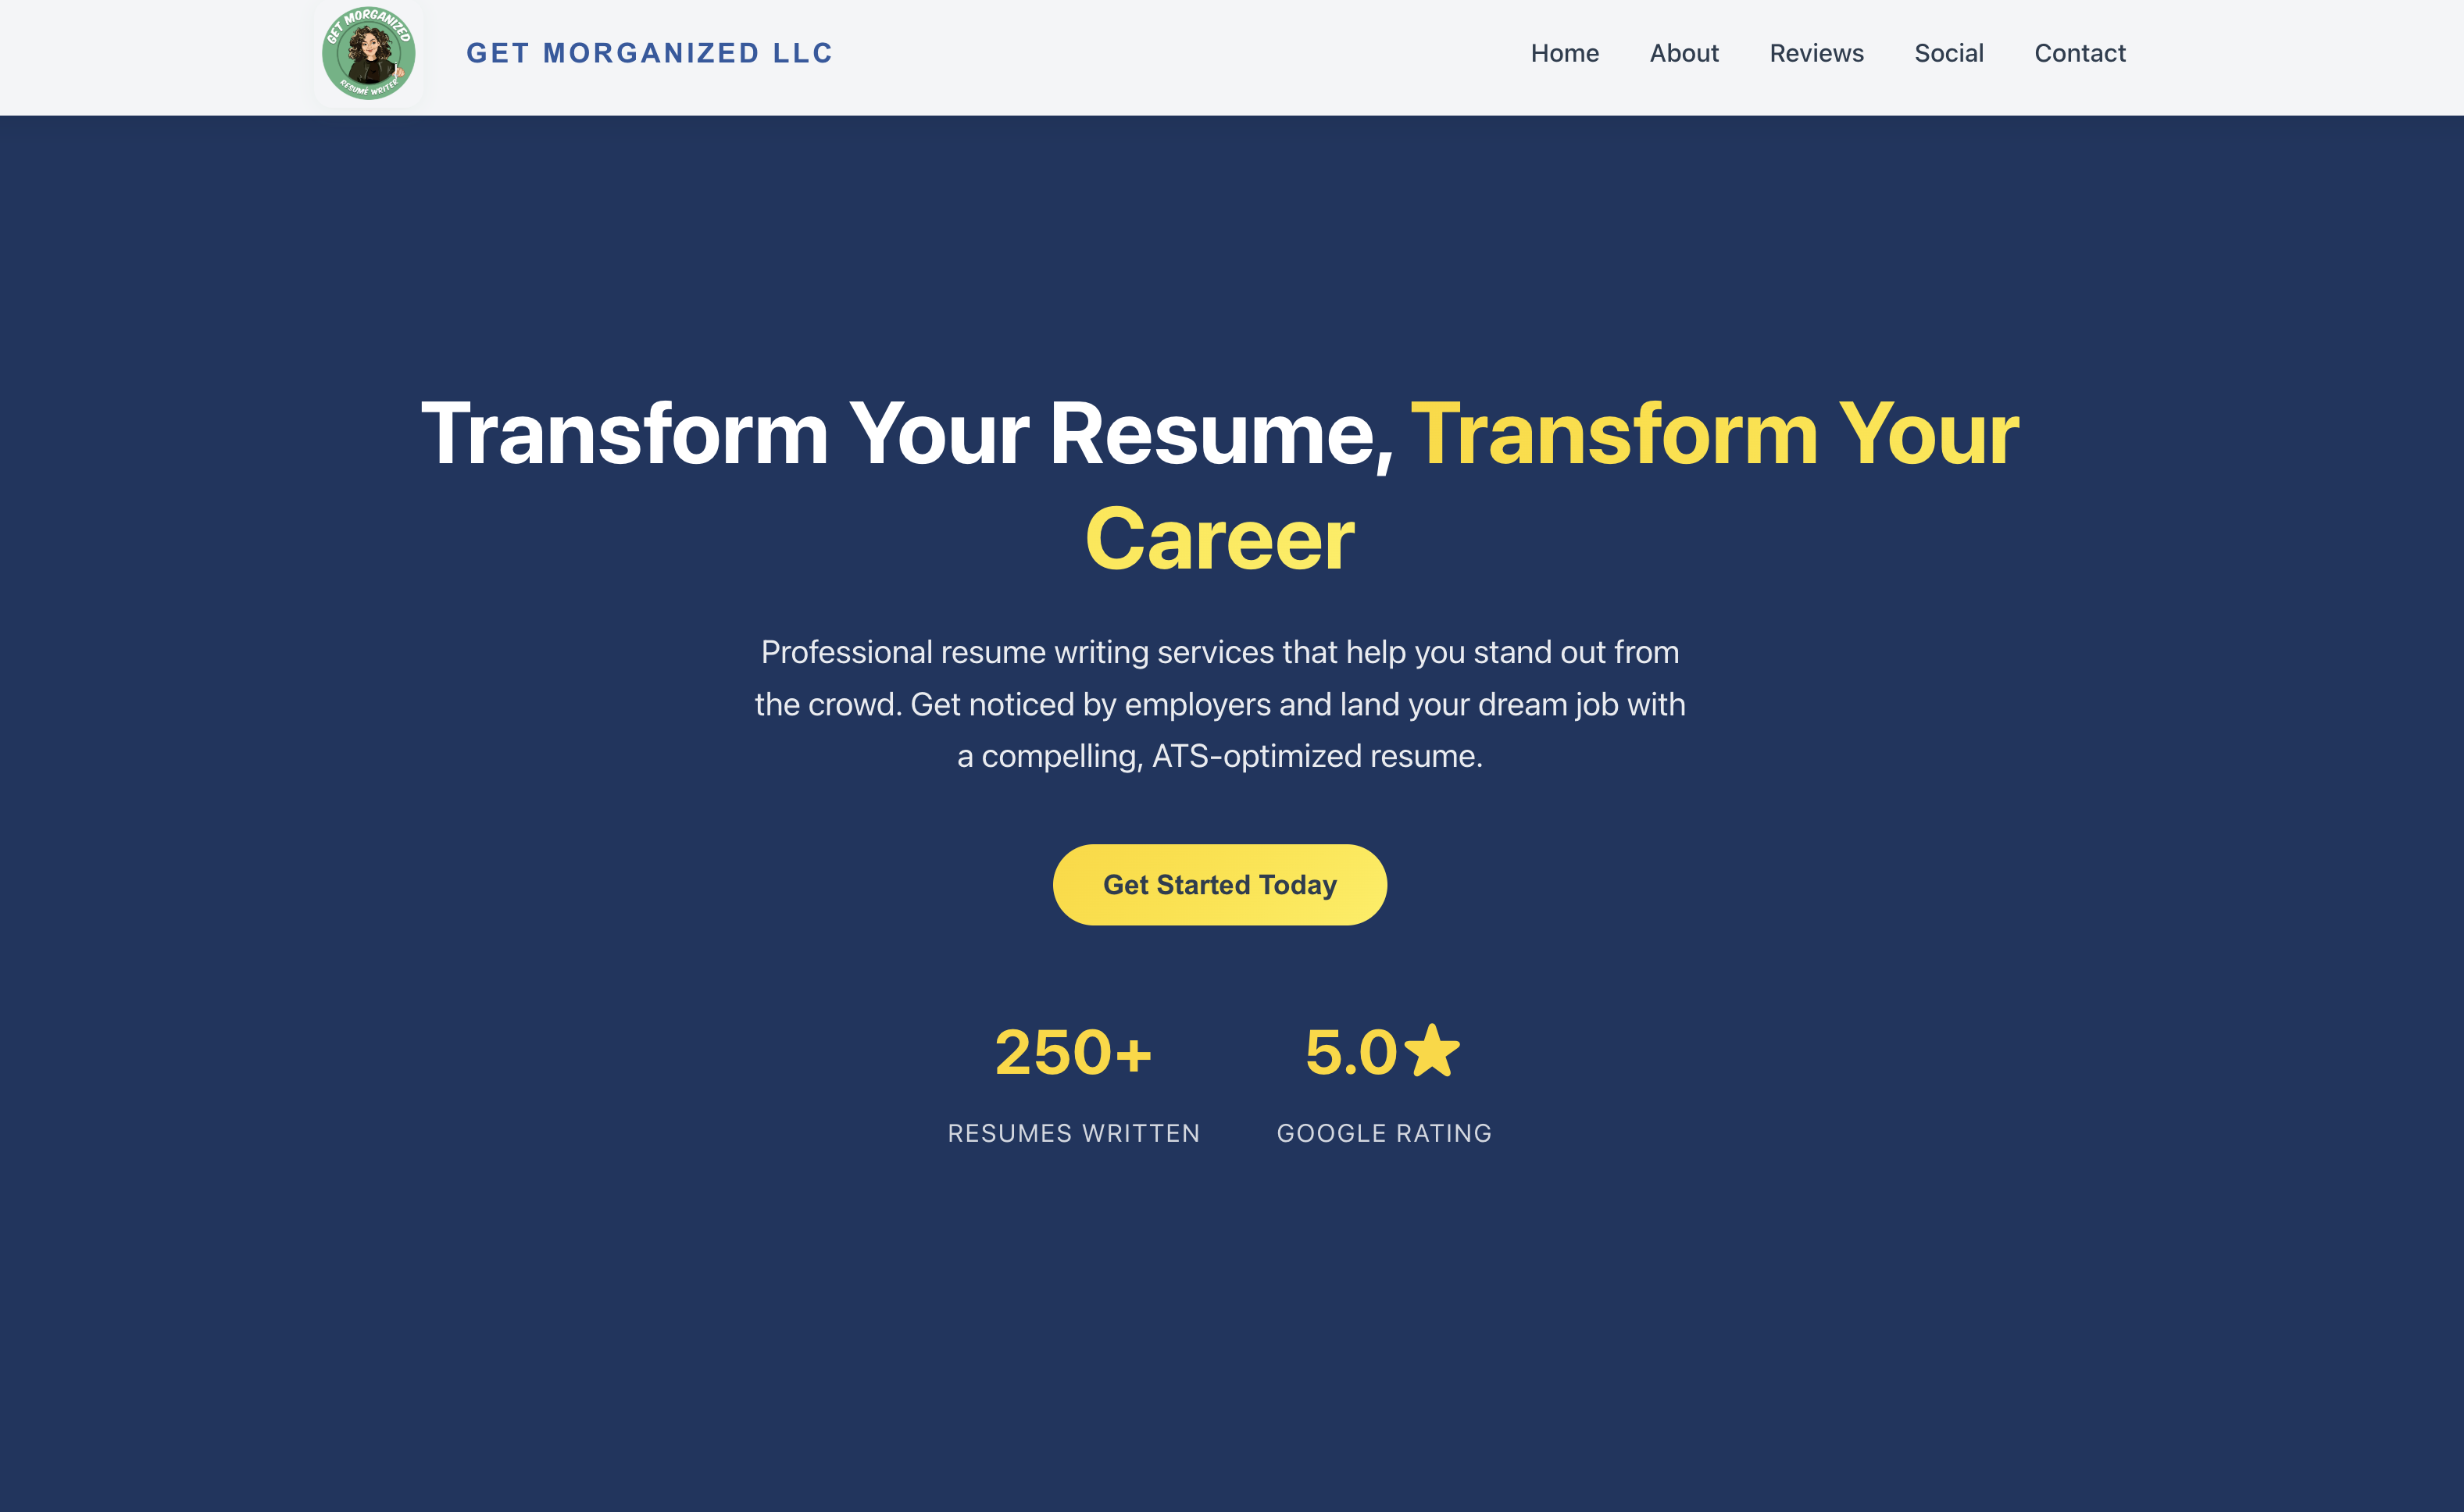 GET MORGANIZED
RESUMÉ WRITER
GET MORGANIZED LLC
Home
About
Reviews
Social
Contact
Transform Your Resume, Transform Your
Career
Professional resume writing services that help you stand out from
the crowd. Get noticed by employers and land your dream job with
a compelling, ATS-optimized resume.
Get Started Today
250+
RESUMES WRITTEN
5.0★
GOOGLE RATING